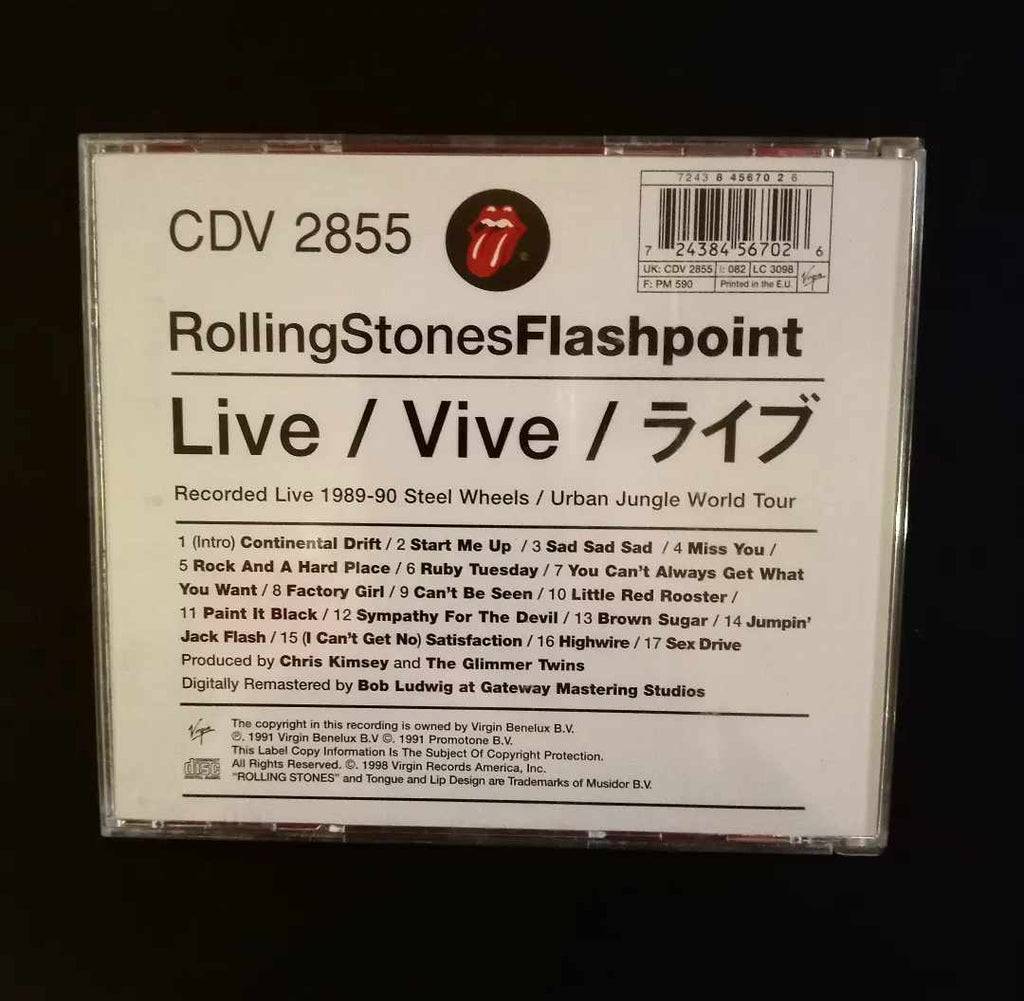 CDV 2855
7243 8 45670 2 6
7 24384 56702 6
UK: CDV 2855 I: 082 LC 3098
F: PM 590 Printed in the E.U. Virgin
RollingStonesFlashpoint
Live / Vive / ライブ
Recorded Live 1989-90 Steel Wheels / Urban Jungle World Tour
1 (Intro) Continental Drift / 2 Start Me Up / 3 Sad Sad Sad / 4 Miss You /
5 Rock And A Hard Place / 6 Ruby Tuesday / 7 You Can't Always Get What
You Want / 8 Factory Girl / 9 Can't Be Seen / 10 Little Red Rooster /
11 Paint It Black / 12 Sympathy For The Devil / 13 Brown Sugar / 14 Jumpin'
Jack Flash / 15 (I Can't Get No) Satisfaction / 16 Highwire / 17 Sex Drive
Produced by Chris Kimsey and The Glimmer Twins
Digitally Remastered by Bob Ludwig at Gateway Mastering Studios
Virgin
The copyright in this recording is owned by Virgin Benelux B.V.
℗. 1991 Virgin Benelux B.V ©. 1991 Promotone B.V.
This Label Copy Information Is The Subject Of Copyright Protection.
All Rights Reserved. ©. 1998 Virgin Records America, Inc.
"ROLLING STONES" and Tongue and Lip Design are Trademarks of Musidor B.V.
disc